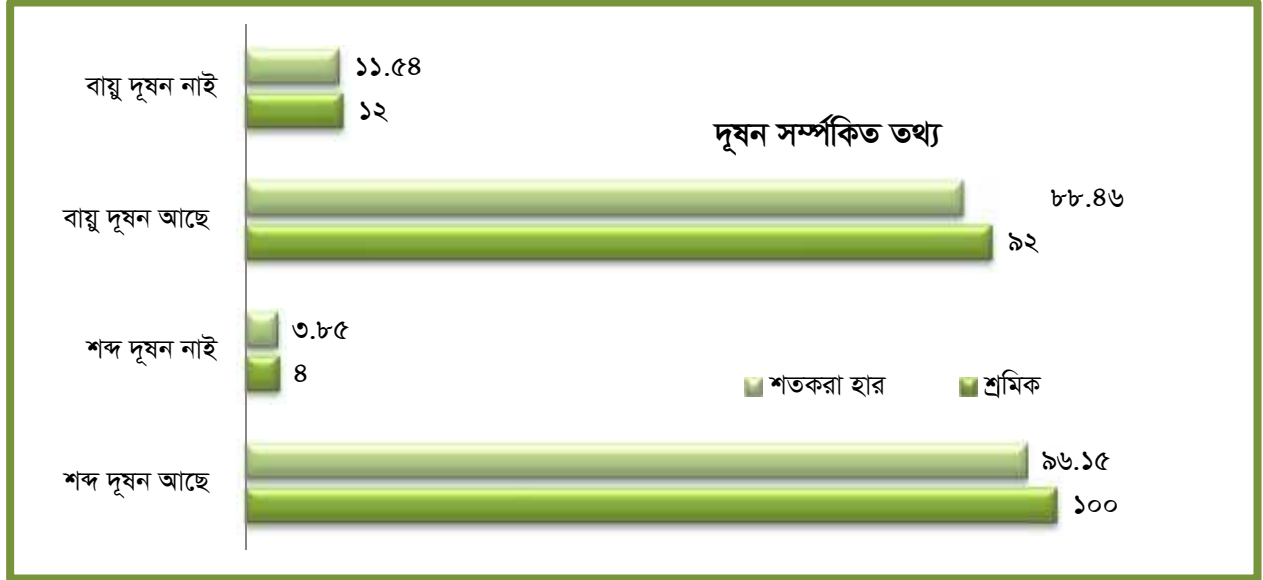 ১১.৫৪
বায়ু দূষন নাই
১২
দূষন সর্ম্পকিত তথ্য
৮৮.৪৬
বায়ু দূষন আছে
৯২
৩.৮৫
শব্দ দূষন নাই
৪
শতকরা হার শ্রমিক
৯৬.১৫
শব্দ দূষন আছে
১০০